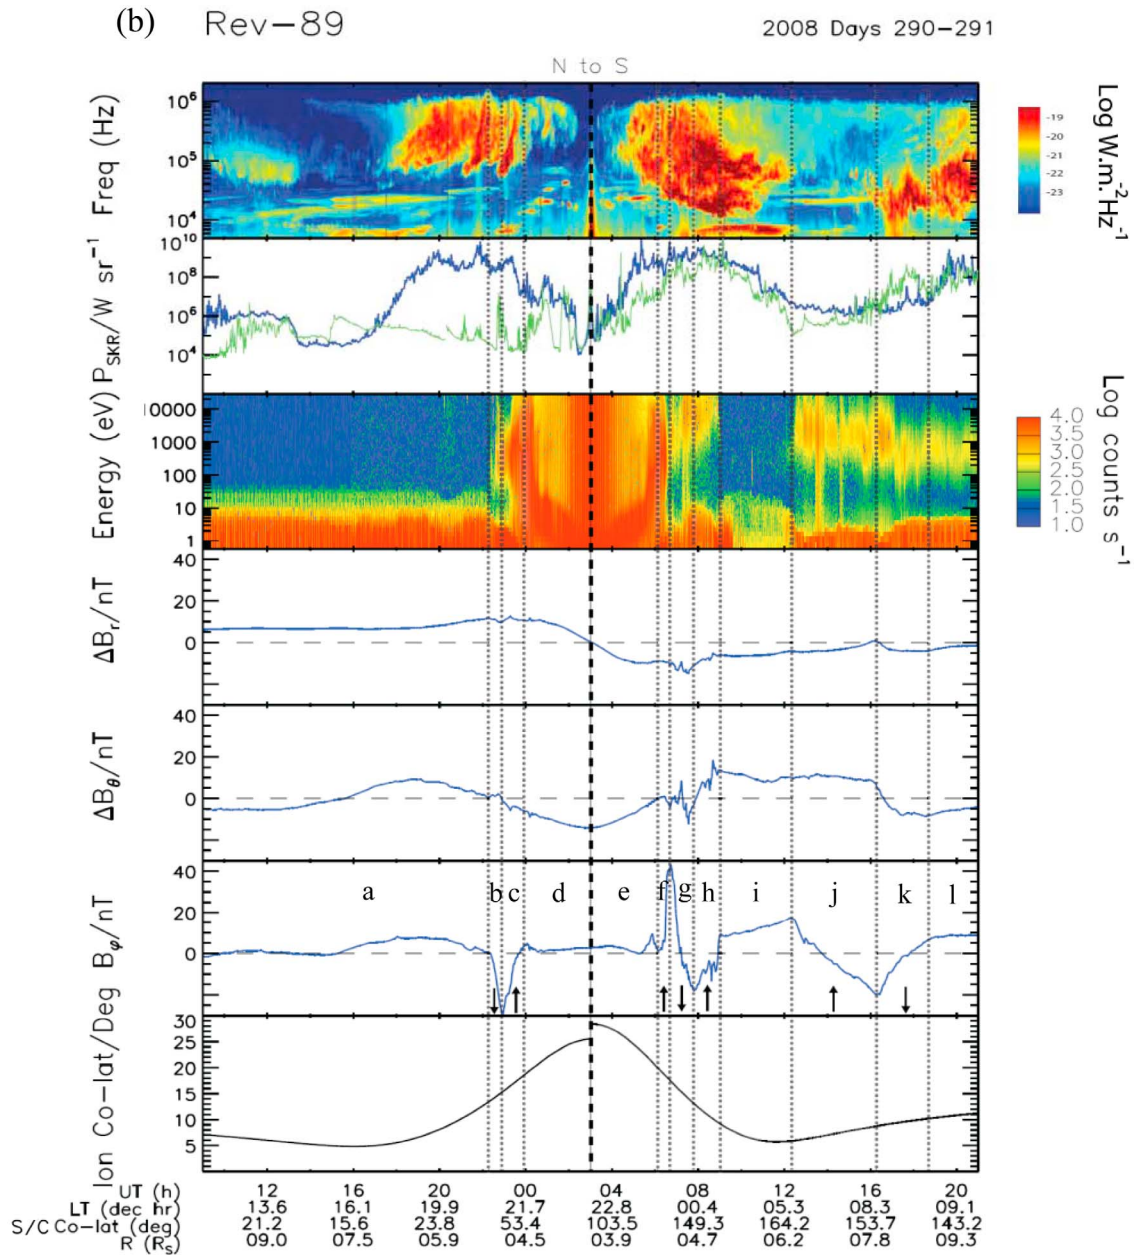 (b) Rev-89 2008 Days 290-291
N to S
Freq (Hz)
10⁶
10⁵
10⁴
Log W.m.⁻²Hz⁻¹
-19
-20
-21
-22
-23
P_SKR/W sr⁻¹
10¹⁰
10⁸
10⁶
10⁴
Energy (eV)
10000
1000
100
10
1
Log counts s⁻¹
4.0
3.5
3.0
2.5
2.0
1.5
1.0
ΔB_r/nT
40
20
0
ΔB_θ/nT
40
20
0
B_φ/nT
40
20
0
a b c d e f g h i j k l
Ion Co-lat/Deg
30
25
20
15
10
5
UT (h) 12 16 20 00 04 08 12 16 20
LT (dec hr) 13.6 16.1 19.9 21.7 22.8 00.4 05.3 08.3 09.1
S/C Co-lat (deg) 21.2 15.6 23.8 53.4 103.5 149.3 164.2 153.7 143.2
R (R_S) 09.0 07.5 05.9 04.5 03.9 04.7 06.2 07.8 09.3